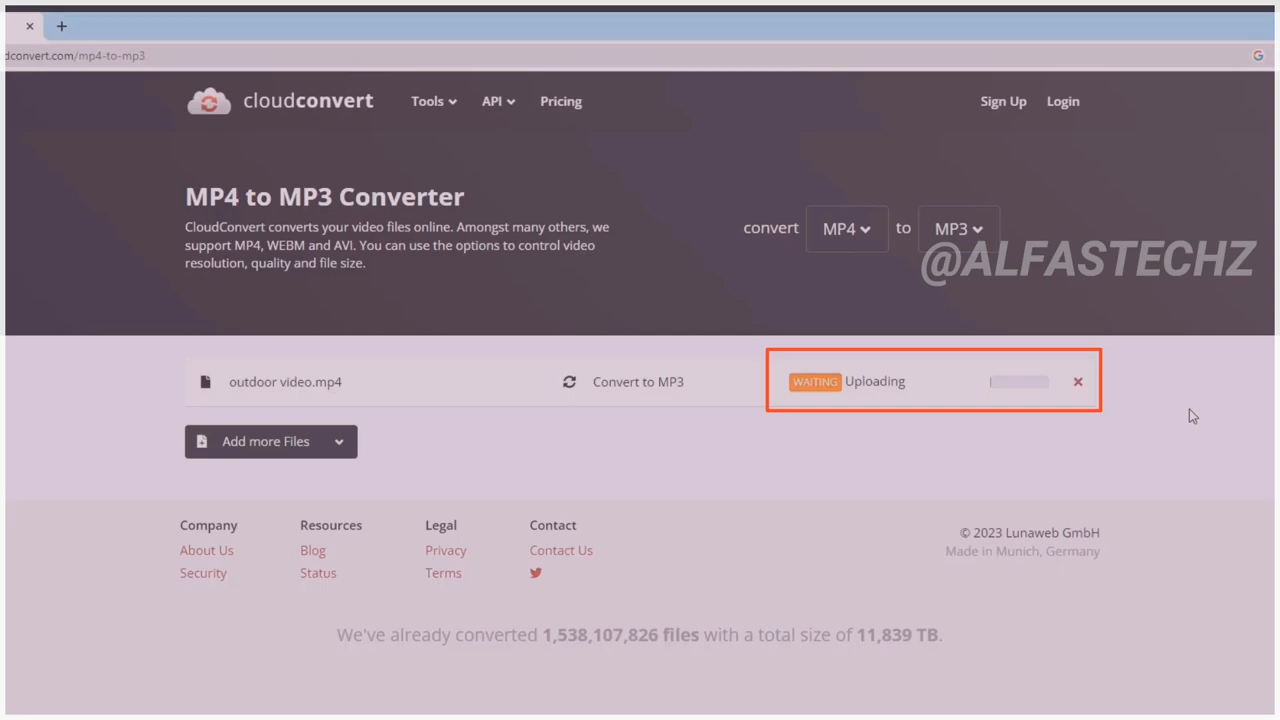 dconvert.com/mp4-to-mp3
cloudconvert Tools API Pricing Sign Up Login
MP4 to MP3 Converter
CloudConvert converts your video files online. Amongst many others, we
support MP4, WEBM and AVI. You can use the options to control video
resolution, quality and file size.
convert MP4 to MP3
@ALFASTECHZ
outdoor video.mp4 Convert to MP3 WAITING Uploading
Add more Files
Company Resources Legal Contact
About Us Blog Privacy Contact Us
Security Status Terms
© 2023 Lunaweb GmbH
Made in Munich, Germany
We've already converted 1,538,107,826 files with a total size of 11,839 TB.